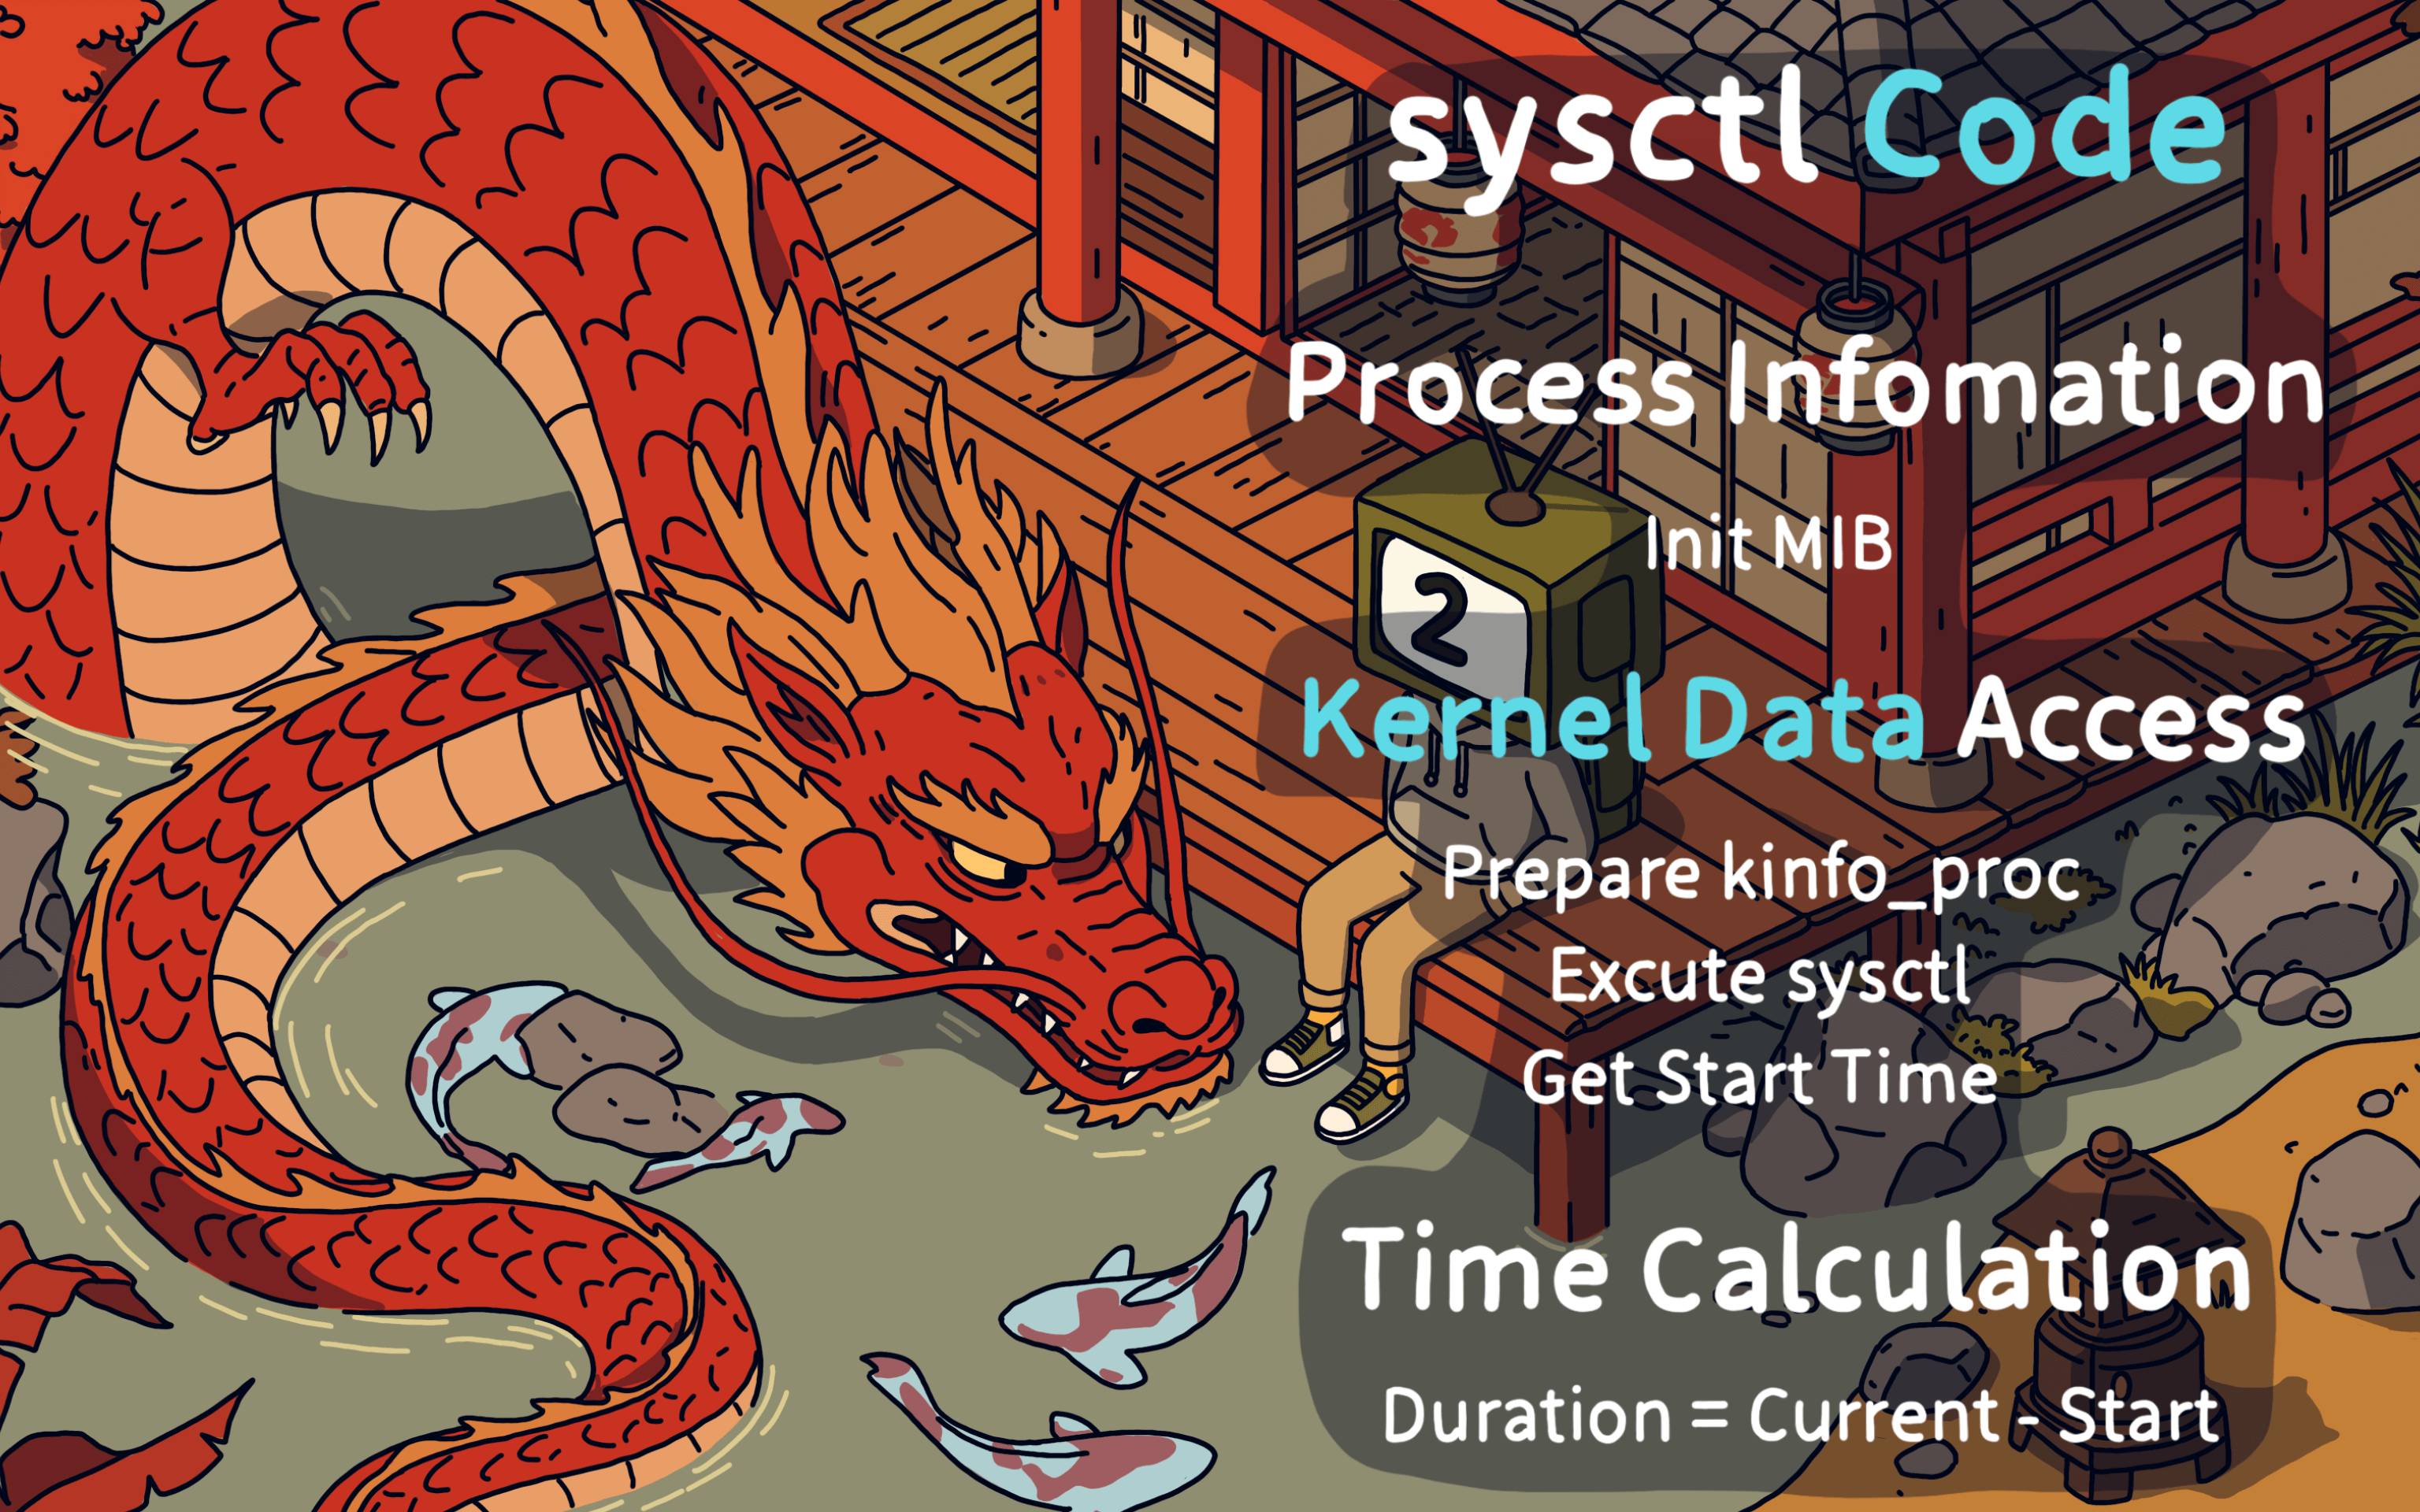 sysctl Code
Process Infomation
Init MIB
2
Kernel Data Access
Prepare kinfo_proc
Excute sysctl
Get Start Time
Time Calculation
Duration = Current - Start